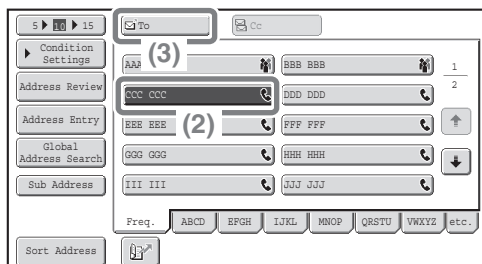 5 10 15
To
Cc
Condition Settings
(3)
AAA
BBB BBB
1
2
Address Review
CCC CCC
DDD DDD
Address Entry
EEE EEE
(2)
FFF FFF
Global Address Search
GGG GGG
HHH HHH
Sub Address
III III
JJJ JJJ
Freq.
ABCD
EFGH
IJKL
MNOP
QRSTU
VWXYZ
etc.
Sort Address